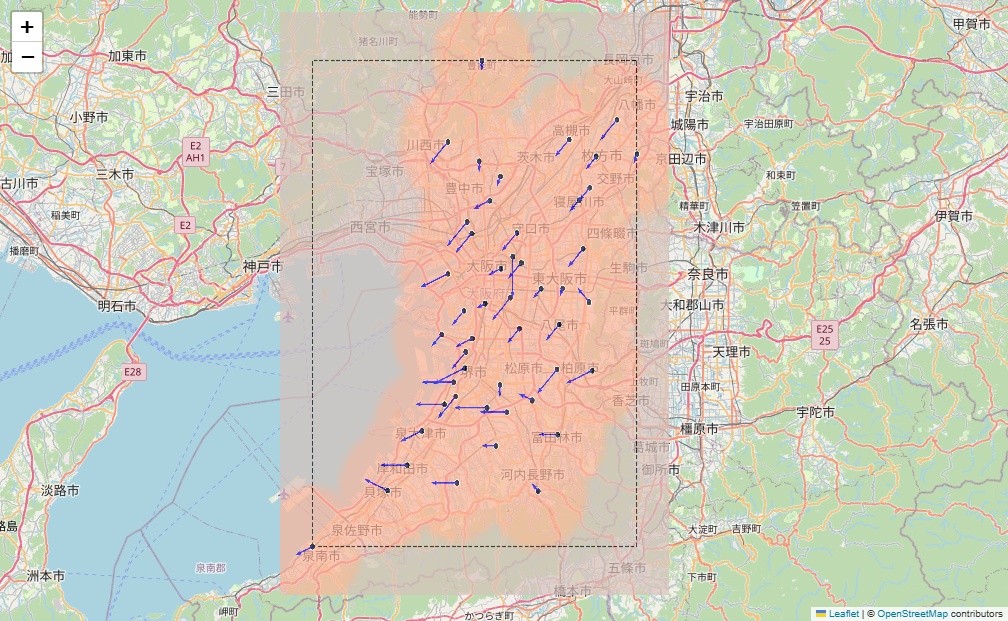 +
−
能勢町
猪名川町
加東市
三田市
小野市
E2
AH1
三木市
古川市
稲美町
播磨町
E2
神戸市
明石市
E28
淡路市
洲本市
甲賀市
長岡京市
大山崎町
八幡市
宇治市
城陽市
宇治田原町
川西市
高槻市
茨木市
枚方市
京田辺市
宝塚市
豊中市
交野市
和束町
寝屋川市
精華町
笠置町
伊賀市
木津川市
西宮市
守口市
四條畷市
大阪市
生駒市
奈良市
東大阪市
大和郡山市
平群町
八尾市
名張市
E25
25
斑鳩町
天理市
堺市
松原市
柏原市
田原本町
香芝市
宇陀市
橿原市
泉大津市
富田林市
葛城市
御所市
岸和田市
河内長野市
貝塚市
泉佐野市
大淀町
吉野町
泉南市
泉南郡
五條市
下市町
橋本市
岬町
かつらぎ町
Leaflet | © OpenStreetMap contributors